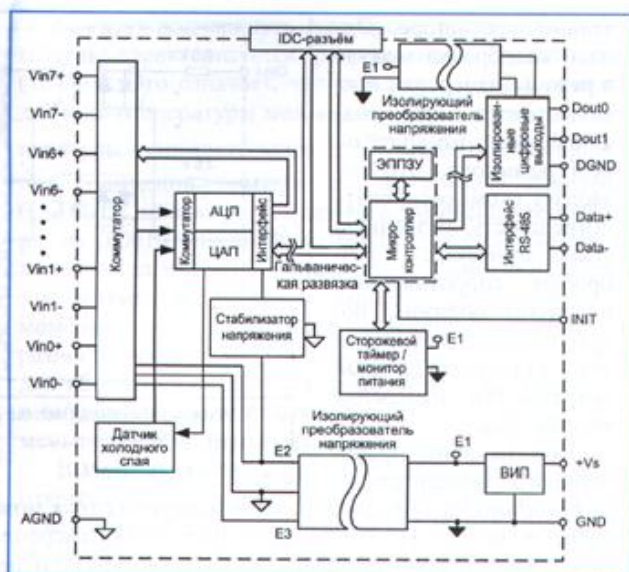 IDC-разъём
E1
Изолирующий
преобразователь
напряжения
Vin7+
Vin7-
Vin6+
Vin6-
Vin1+
Vin1-
Vin0+
Vin0-
AGND
Коммутатор
Коммутатор
АЦП
ЦАП
Интерфейс
Гальваничес-
кая развязка
ЭППЗУ
Микро-
контроллер
Изолирован-
ные
цифровые
выходы
Интерфейс
RS-485
Dout0
Dout1
DGND
Data+
Data-
INIT
Стабилизатор
напряжения
Сторожевой
таймер /
монитор
питания
E1
Датчик
холодного
спая
Изолирующий
преобразователь
напряжения
E2
E3
E1
ВИП
+Vs
GND